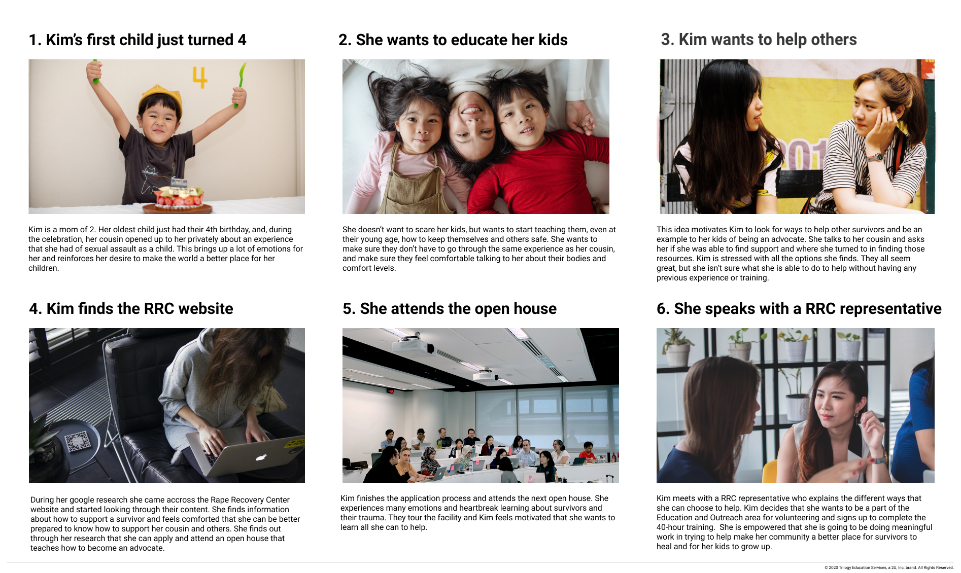 1. Kim's first child just turned 4
4
Kim is a mom of 2. Her oldest child just had their 4th birthday, and, during
the celebration, her cousin opened up to her privately about an experience
that she had of sexual assault as a child. This brings up a lot of emotions for
her and reinforces her desire to make the world a better place for her
children.
2. She wants to educate her kids
She doesn't want to scare her kids, but wants to start teaching them, even at
their young age, how to keep themselves and others safe. She wants to
make sure they don't have to go through the same experience as her cousin,
and make sure they feel comfortable talking to her about their bodies and
comfort levels.
3. Kim wants to help others
This idea motivates Kim to look for ways to help other survivors and be an
example to her kids of being an advocate. She talks to her cousin and asks
her if she was able to find support and where she turned to in finding those
resources. Kim is stressed with all the options she finds. They all seem
great, but she isn't sure what she is able to do to help without having any
previous experience or training.
4. Kim finds the RRC website
During her google research she came accross the Rape Recovery Center
website and started looking through their content. She finds information
about how to support a survivor and feels comforted that she can be better
prepared to know how to support her cousin and others. She finds out
through her research that she can apply and attend an open house that
teaches how to become an advocate.
5. She attends the open house
Kim finishes the application process and attends the next open house. She
experiences many emotions and heartbreak learning about survivors and
their trauma. They tour the facility and Kim feels motivated that she wants to
learn all she can to help.
6. She speaks with a RRC representative
Kim meets with a RRC representative who explains the different ways that
she can choose to help. Kim decides that she wants to be a part of the
Education and Outreach area for volunteering and signs up to complete the
40-hour training. She is empowered that she is going to be doing meaningful
work in trying to help make her community a better place for survivors to
heal and for her kids to grow up.
© 2020 Trilogy Education Services, a 2U, Inc. brand. All Rights Reserved.